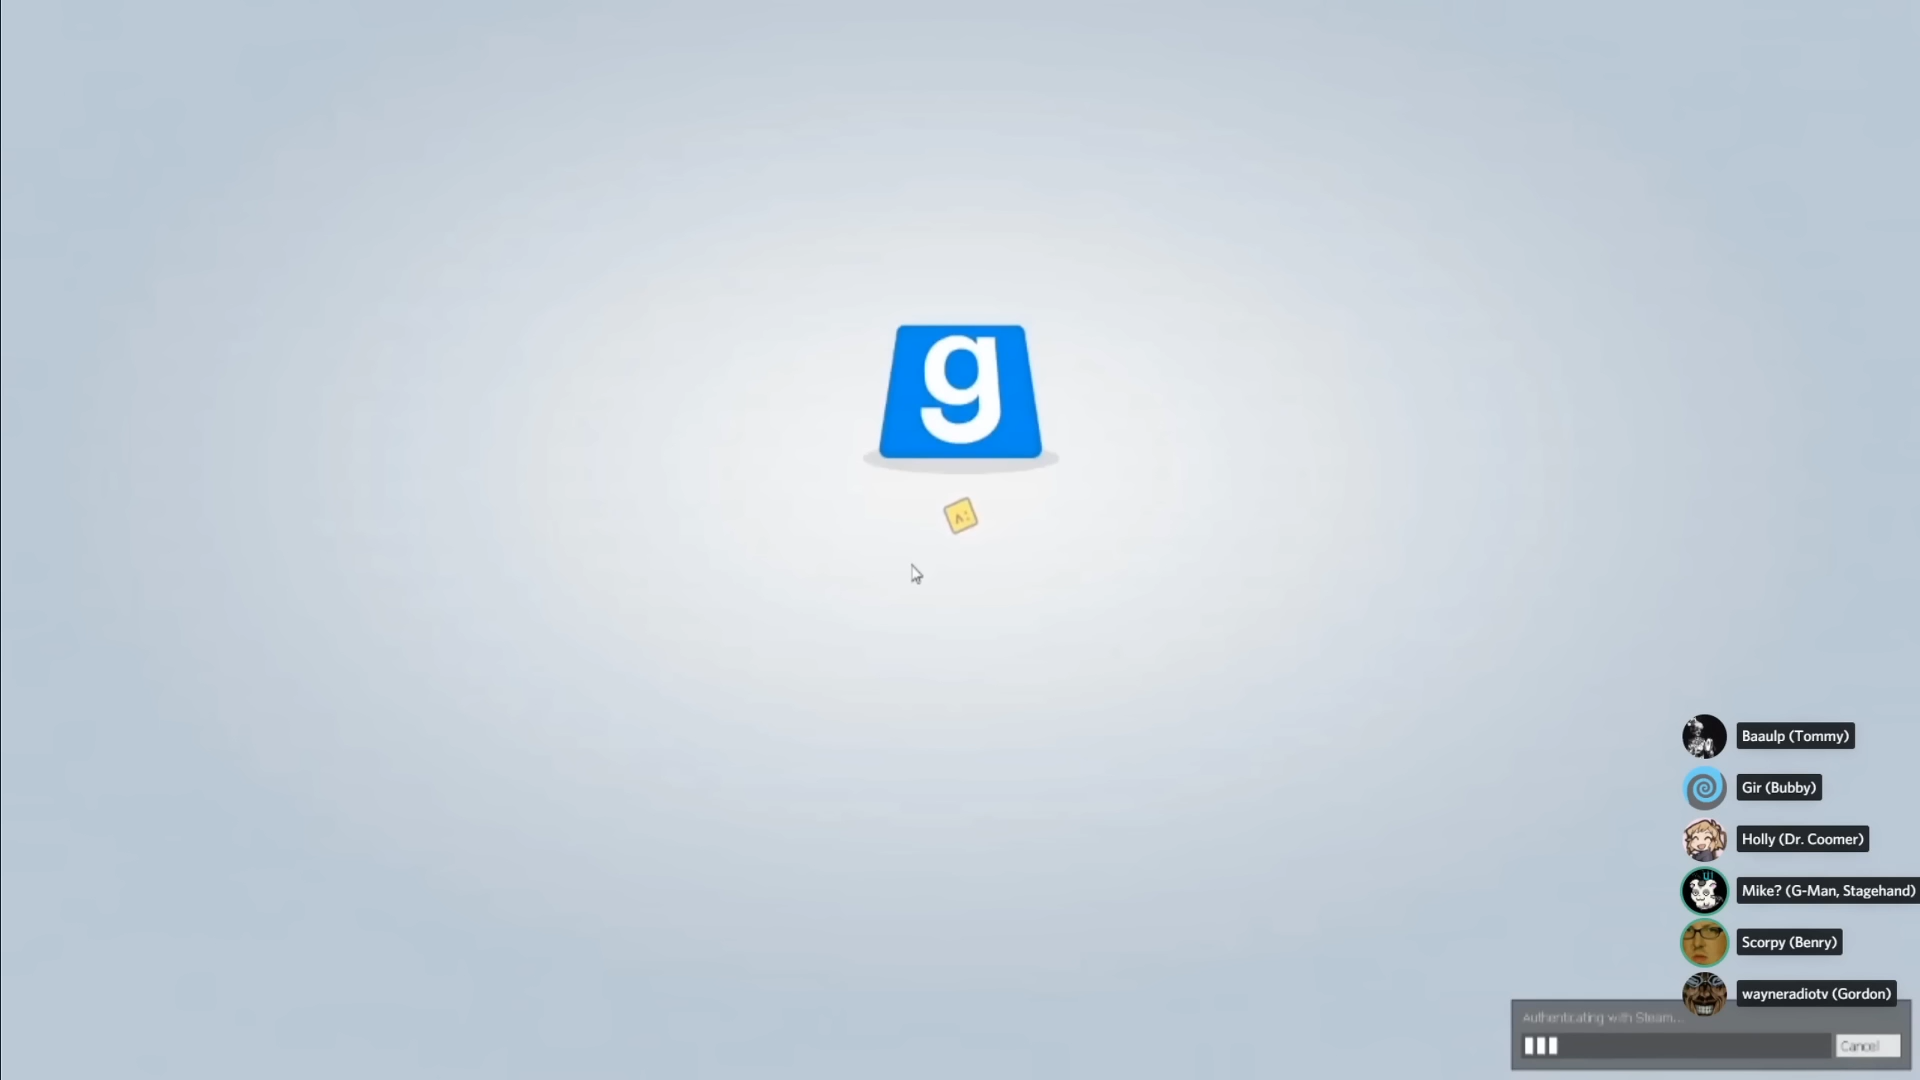 g
^:
Baaulp (Tommy)
Gir (Bubby)
Holly (Dr. Coomer)
Mike? (G-Man, Stagehand)
Scorpy (Benry)
wayneradiotv (Gordon)
Authenticating with Steam...
Cancel